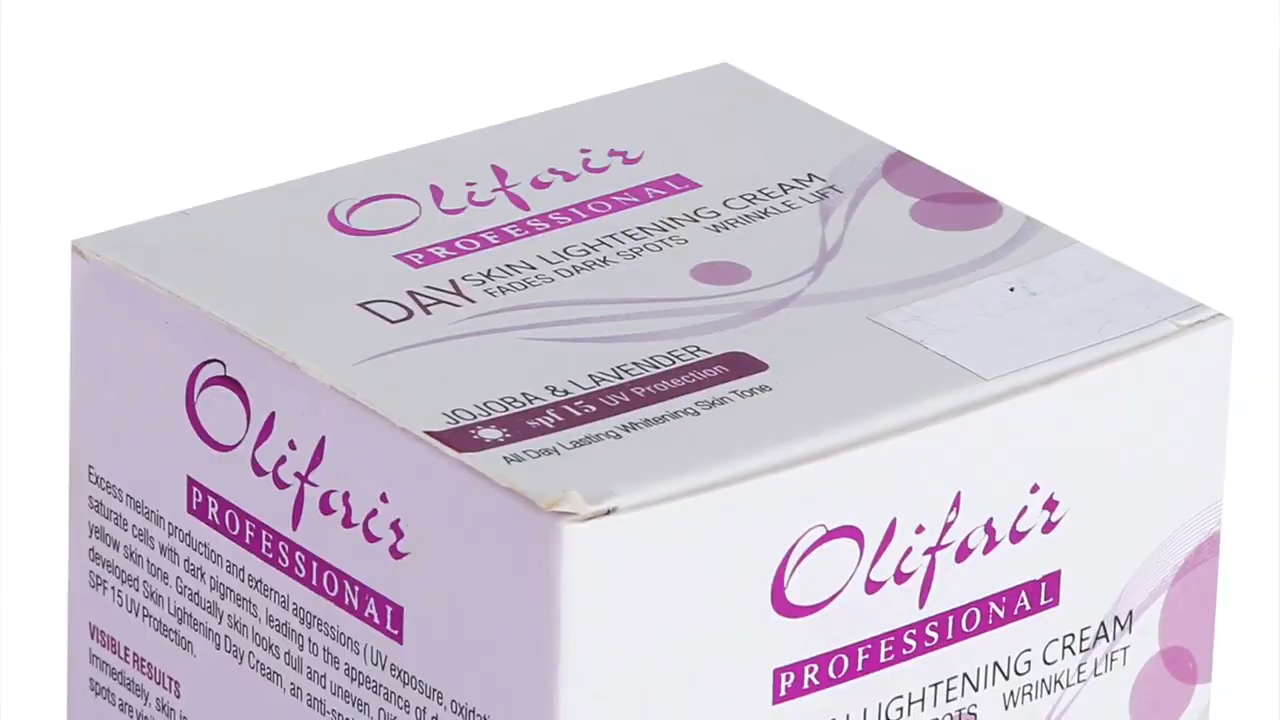 Olifair
PROFESSIONAL
DAY SKIN LIGHTENING CREAM
FADES DARK SPOTS WRINKLE LIFT
JOJOBA & LAVENDER
spf 15 UV Protection
All Day Lasting Whitening Skin Tone
Olifair
PROFESSIONAL
Excess melanin production and external aggressions ( UV exposure,
saturate cells with dark pigments, leading to the appearance of
yellow skin tone. Gradually skin looks dull and uneven,
developed Skin Lightening Day Cream, an
SPF 15 UV Protection.
VISIBLE RESULTS
Immediately, skin
spots are
Olifair
PROFESSIONAL
LIGHTENING CREAM
WRINKLE LIFT